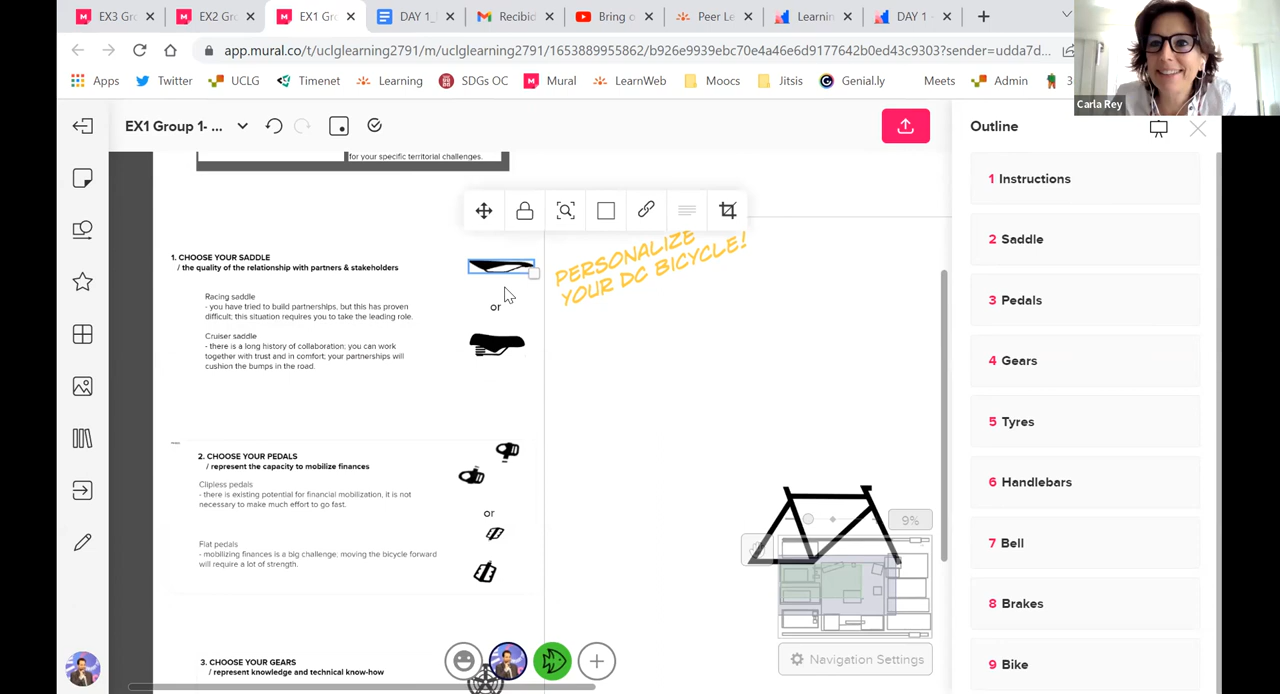 EX3 Gr
EX2 Gr
EX1 Gr
DAY 1_
Recibid
Bring o
Peer Le
Learnin
DAY 1 -
app.mural.co/t/uclglearning2791/m/uclglearning2791/1653889955862/b926e9939ebc70e4a46e6d9177642b0ed43c9303?sender=udda7d...
Apps
Twitter
UCLG
Timenet
Learning
SDGs OC
Mural
LearnWeb
Moocs
Jitsis
Genial.ly
Meets
Admin
Carla Rey
EX1 Group 1- ...
Outline
for your specific territorial challenges.
1 Instructions
2 Saddle
3 Pedals
4 Gears
5 Tyres
6 Handlebars
7 Bell
8 Brakes
9 Bike
1. CHOOSE YOUR SADDLE
/ the quality of the relationship with partners & stakeholders
Racing saddle
- you have tried to build partnerships, but this has proven
difficult; this situation requires you to take the leading role.
or
Cruiser saddle
- there is a long history of collaboration; you can work
together with trust and in comfort; your partnerships will
cushion the bumps in the road.
PERSONALIZE
YOUR DC BICYCLE!
2. CHOOSE YOUR PEDALS
/ represent the capacity to mobilize finances
Clipless pedals
- there is existing potential for financial mobilization, it is not
necessary to make much effort to go fast.
or
Flat pedals
- mobilizing finances is a big challenge, moving the bicycle forward
will require a lot of strength.
9%
Navigation Settings
3. CHOOSE YOUR GEARS
/ represent knowledge and technical know-how